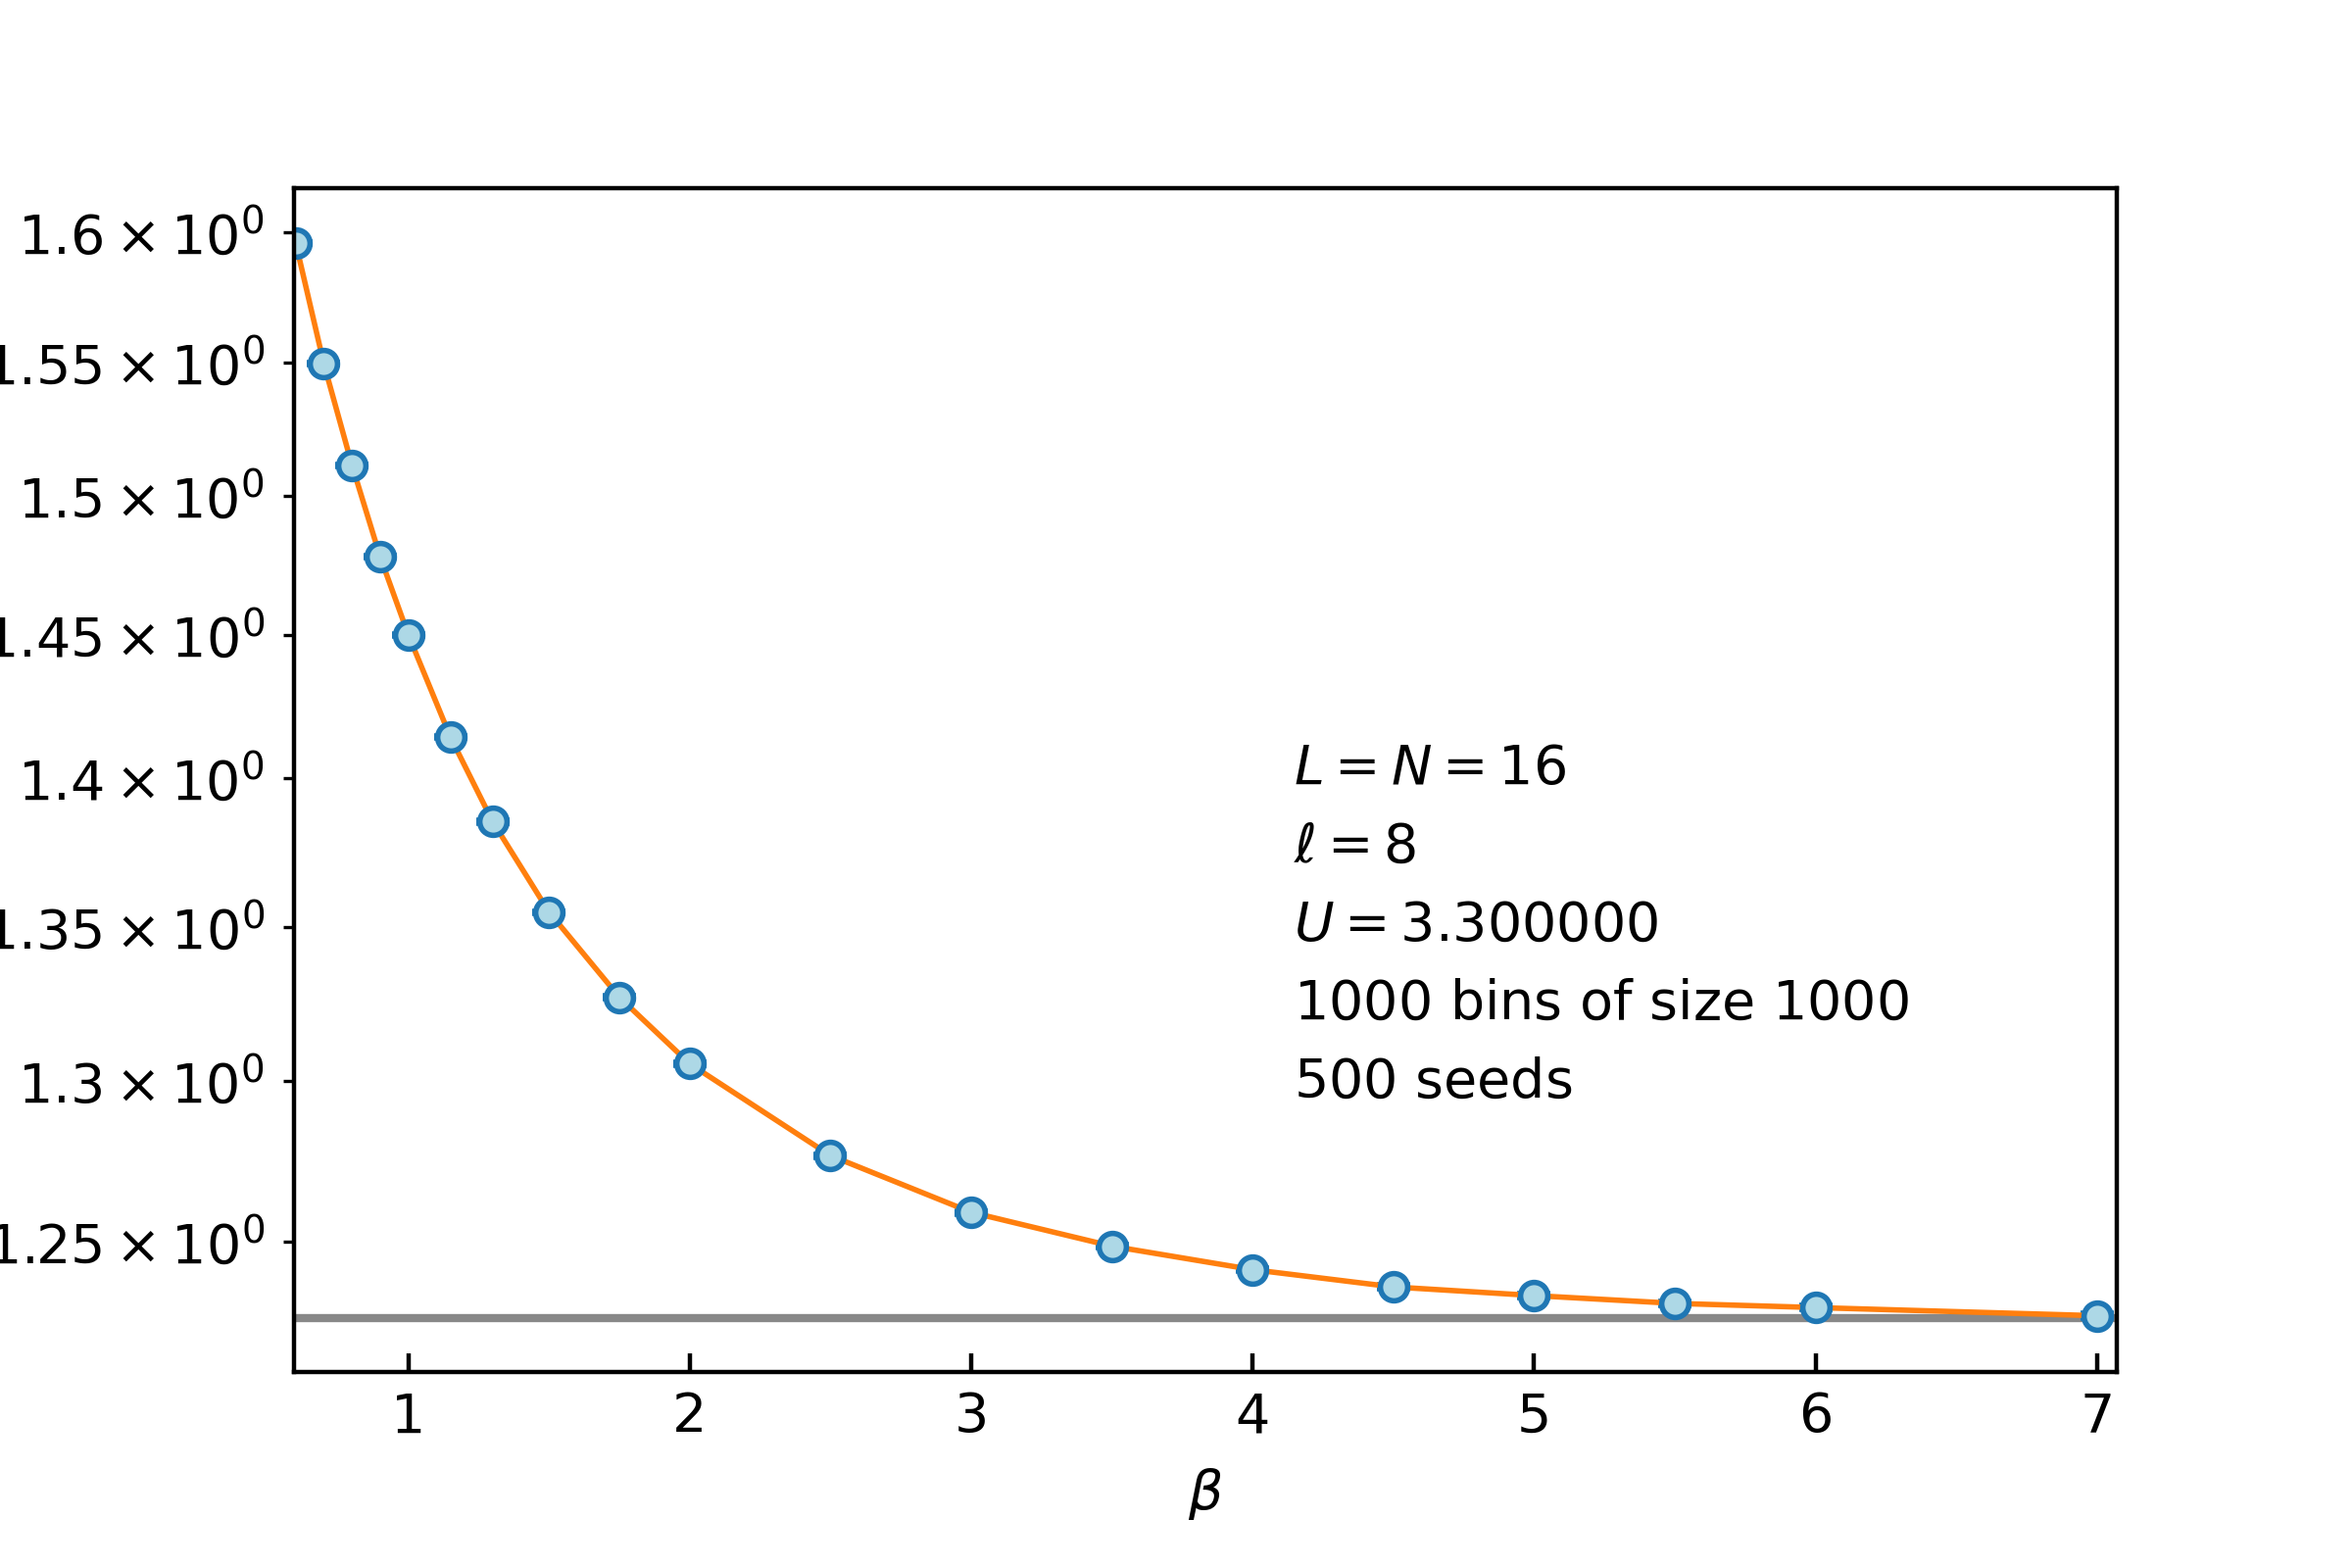 1.6 × 10⁰
1.55 × 10⁰
1.5 × 10⁰
1.45 × 10⁰
1.4 × 10⁰
1.35 × 10⁰
1.3 × 10⁰
1.25 × 10⁰
L = N = 16
ℓ = 8
U = 3.300000
1000 bins of size 1000
500 seeds
1 2 3 4 5 6 7
β